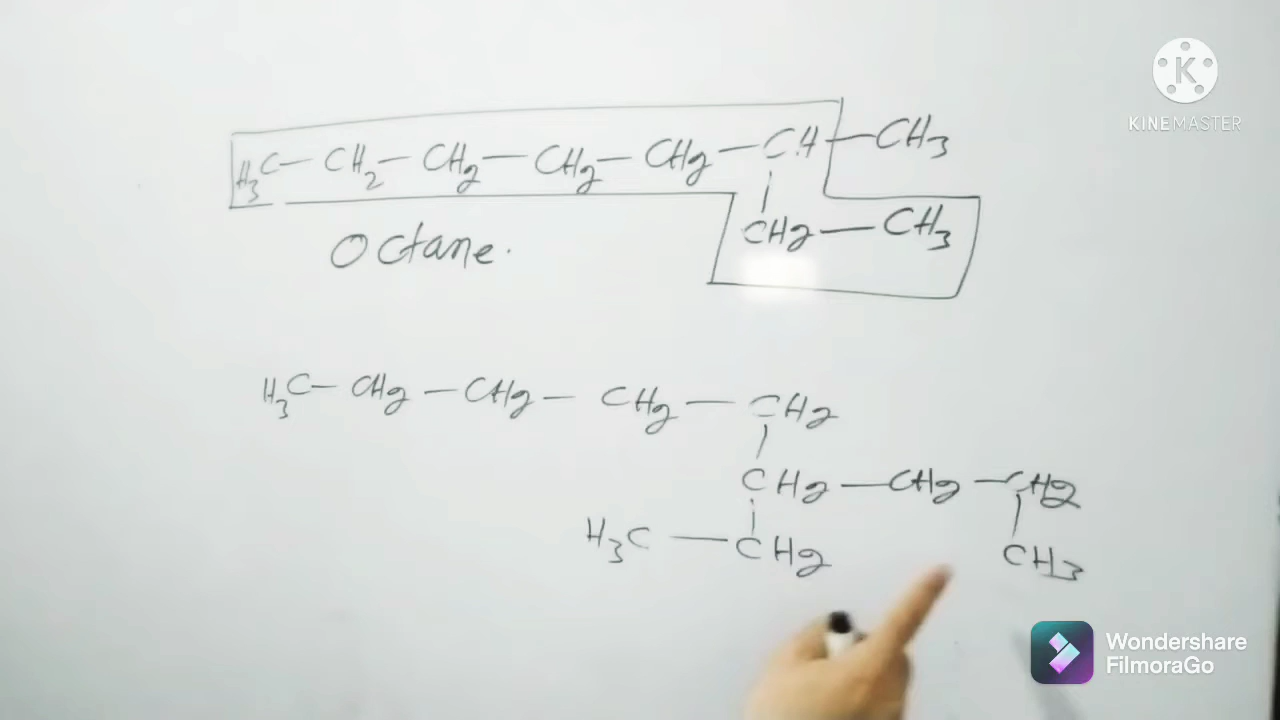 KINEMASTER
H3C — CH2 — CH2 — CH2 — CH2 — CH — CH3
CH2 — CH3
Octane.
H3C — CH2 — CH2 — CH2 — CH2
CH2 — CH2 — CH2
H3C — CH2
CH3
Wondershare
FilmoraGo